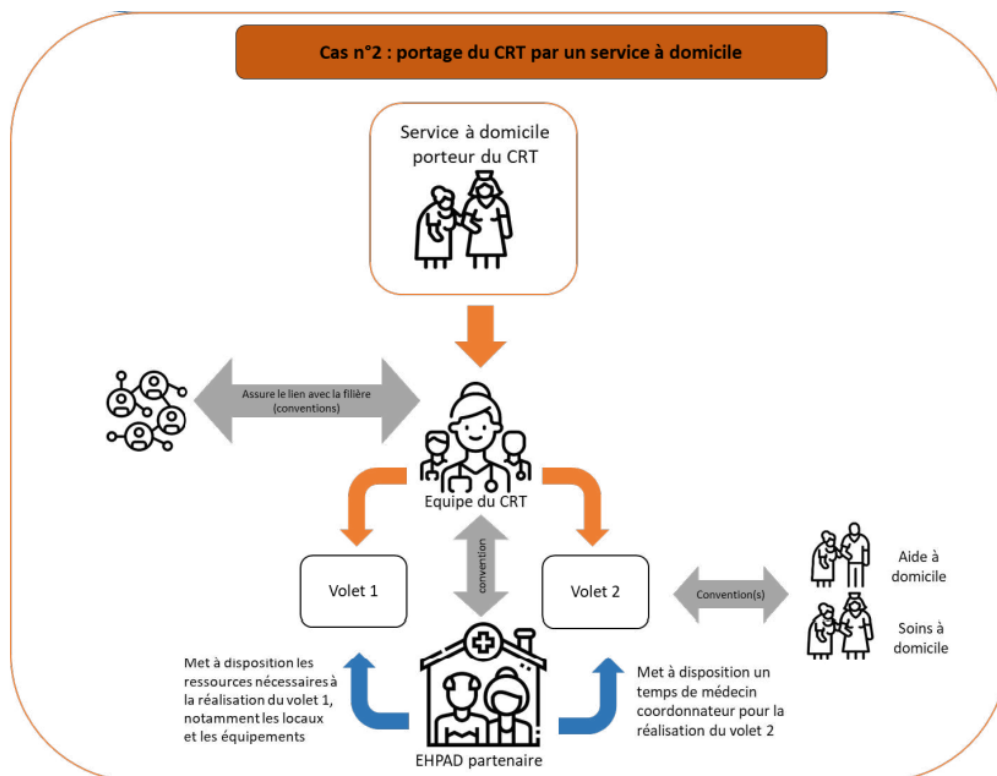 Cas n°2 : portage du CRT par un service à domicile
Service à domicile
porteur du CRT
Assure le lien avec la filière
(conventions)
Equipe du CRT
Volet 1
convention
Volet 2
Convention(s)
Aide à
domicile
Soins à
domicile
Met à disposition les
ressources nécessaires à
la réalisation du volet 1,
notamment les locaux
et les équipements
Met à disposition un
temps de médecin
coordonnateur pour la
réalisation du volet 2
EHPAD partenaire